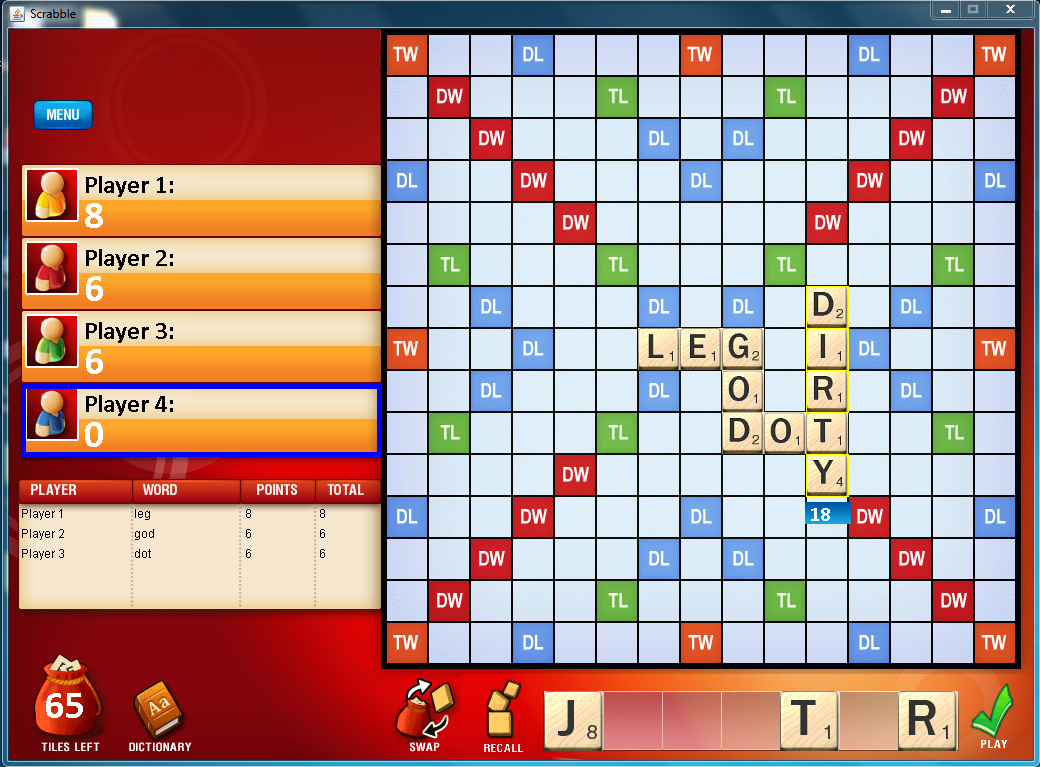 Scrabble
MENU
Player 1:
8
Player 2:
6
Player 3:
6
Player 4:
0
PLAYER WORD POINTS TOTAL
Player 1 leg 8 8
Player 2 god 6 6
Player 3 dot 6 6
65
TILES LEFT
Aa
DICTIONARY
TW DL TW DL TW
DW TL TL DW
DW DL DL DW
DL DW DL DW DL
DW DW
TL TL TL TL
DL DL DL D2 DL
TW DL L1 E1 G2 I1 DL TW
DL DL O1 R1 DL
TL TL D2 O1 T1 TL
DW Y4
DL DW DL 18 DW DL
DW DL DL DW
DW TL TL DW
TW DL TW DL TW
SWAP
RECALL
J8 T1 R1
PLAY